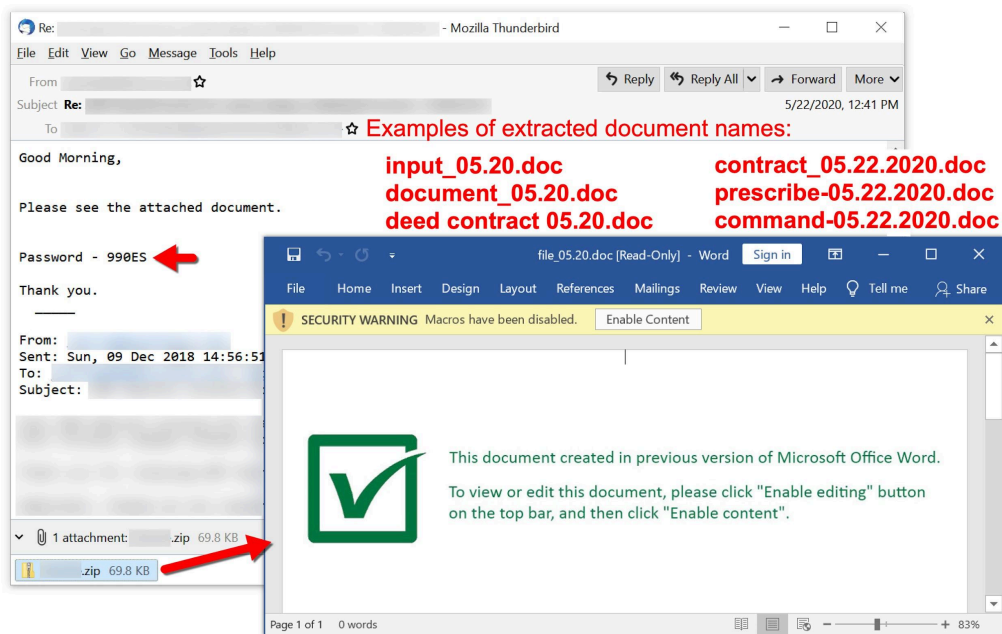 Re:
- Mozilla Thunderbird
File Edit View Go Message Tools Help
From
Reply Reply All Forward More
Subject Re:
5/22/2020, 12:41 PM
To
Examples of extracted document names:
input_05.20.doc
document_05.20.doc
deed contract 05.20.doc
contract_05.22.2020.doc
prescribe-05.22.2020.doc
command-05.22.2020.doc
Good Morning,
Please see the attached document.
Password - 990ES
Thank you.
From:
Sent: Sun, 09 Dec 2018 14:56:51
To:
Subject:
1 attachment: .zip 69.8 KB
.zip 69.8 KB
file_05.20.doc [Read-Only] - Word Sign in
File Home Insert Design Layout References Mailings Review View Help Tell me Share
SECURITY WARNING Macros have been disabled. Enable Content
This document created in previous version of Microsoft Office Word.
To view or edit this document, please click "Enable editing" button
on the top bar, and then click "Enable content".
Page 1 of 1 0 words
83%